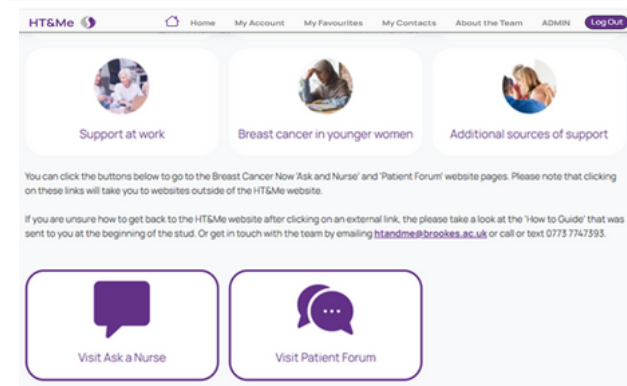 HT&Me Home My Account My Favourites My Contacts About the Team ADMIN Log Out
Support at work Breast cancer in younger women Additional sources of support
You can click the buttons below to go to the Breast Cancer Now 'Ask and Nurse' and 'Patient Forum' website pages. Please note that clicking
on these links will take you to websites outside of the HT&Me website.
If you are unsure how to get back to the HT&Me website after clicking on an external link, the please take a look at the 'How to Guide' that was
sent to you at the beginning of the stud. Or get in touch with the team by emailing htandme@brookes.ac.uk or call or text 0773 7747393.
Visit Ask a Nurse Visit Patient Forum